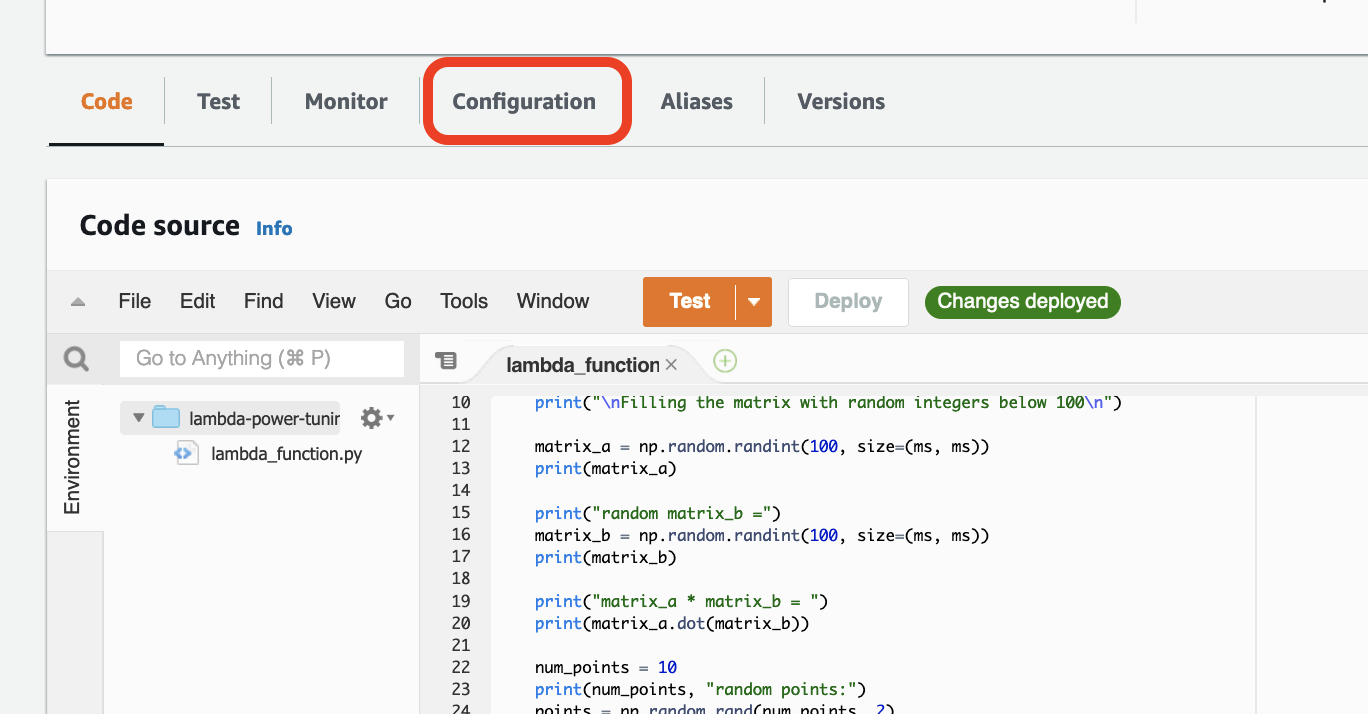 Code Test Monitor Configuration Aliases Versions
Code source Info
File Edit Find View Go Tools Window Test Deploy Changes deployed
Go to Anything (⌘ P) lambda_function
Environment
lambda-power-tunin
lambda_function.py
10 print("\nFilling the matrix with random integers below 100\n")
11
12 matrix_a = np.random.randint(100, size=(ms, ms))
13 print(matrix_a)
14
15 print("random matrix_b =")
16 matrix_b = np.random.randint(100, size=(ms, ms))
17 print(matrix_b)
18
19 print("matrix_a * matrix_b = ")
20 print(matrix_a.dot(matrix_b))
21
22 num_points = 10
23 print(num_points, "random points:")
24 points = np.random.rand(num_points, 2)